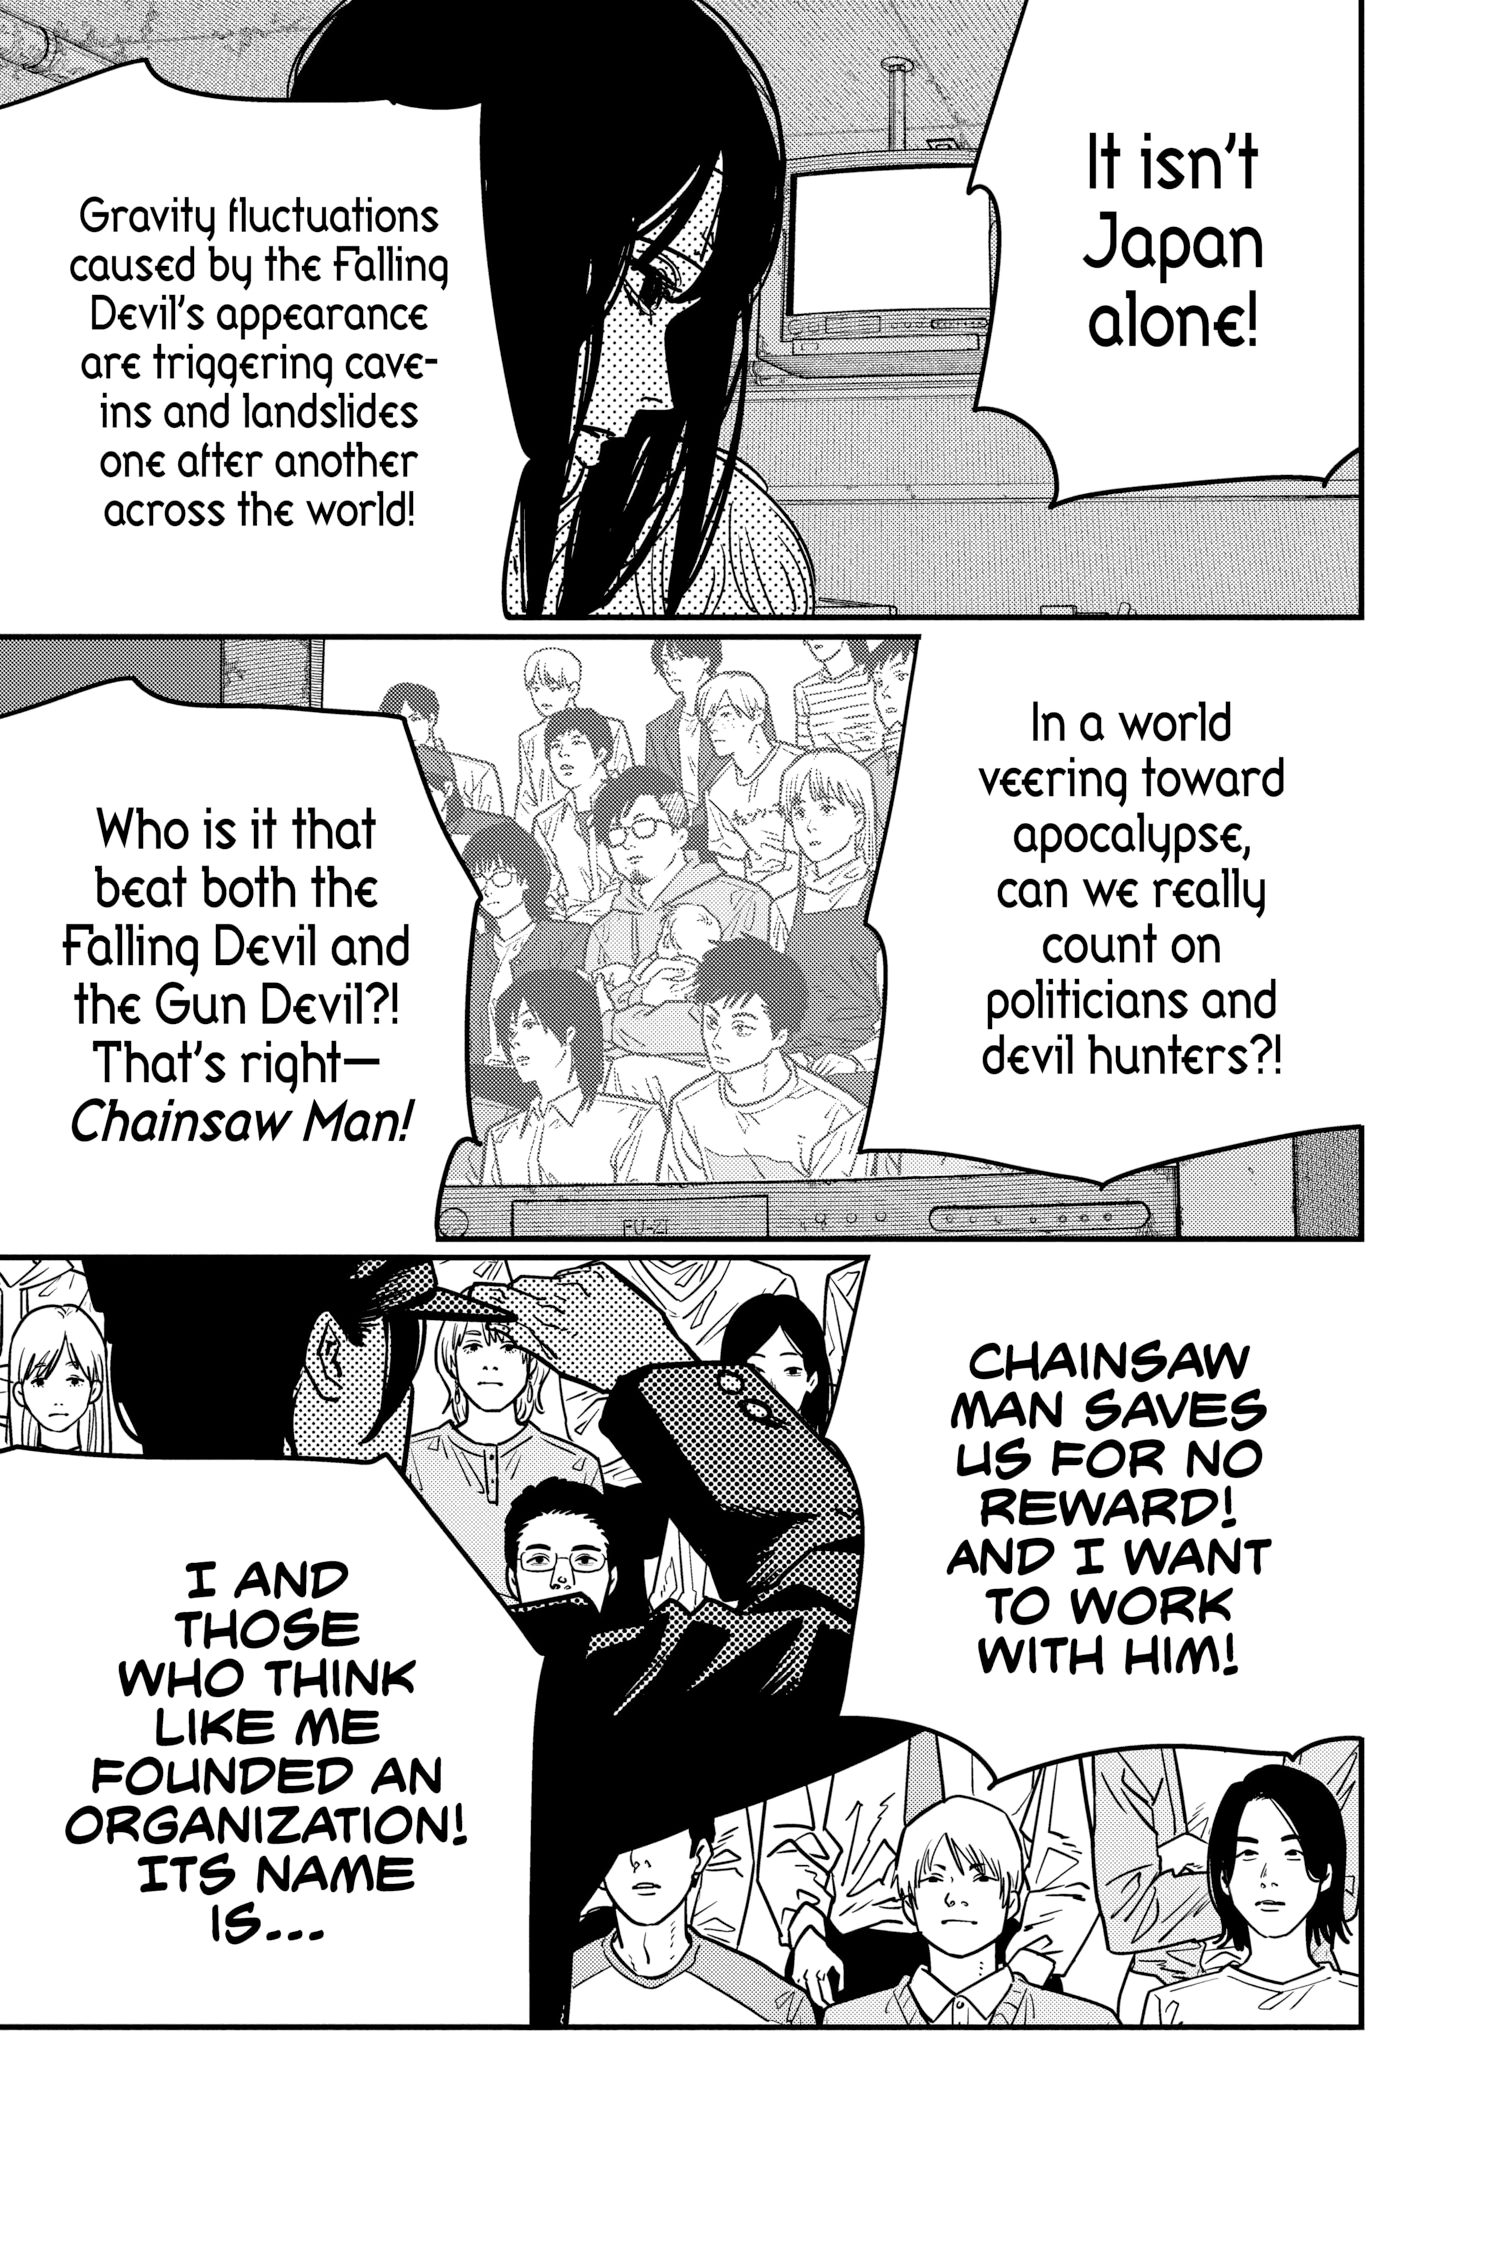 It isn't
Japan
alone!
Gravity fluctuations
caused by the Falling
Devil's appearance
are triggering cave-
ins and landslides
one after another
across the world!
In a world
veering toward
apocalypse,
can we really
count on
politicians and
devil hunters?!
Who is it that
beat both the
Falling Devil and
the Gun Devil?!
That's right—
Chainsaw Man!
FU-ZI
CHAINSAW
MAN SAVES
US FOR NO
REWARD!
AND I WANT
TO WORK
WITH HIM!
I AND
THOSE
WHO THINK
LIKE ME
FOUNDED AN
ORGANIZATION!
ITS NAME
IS...